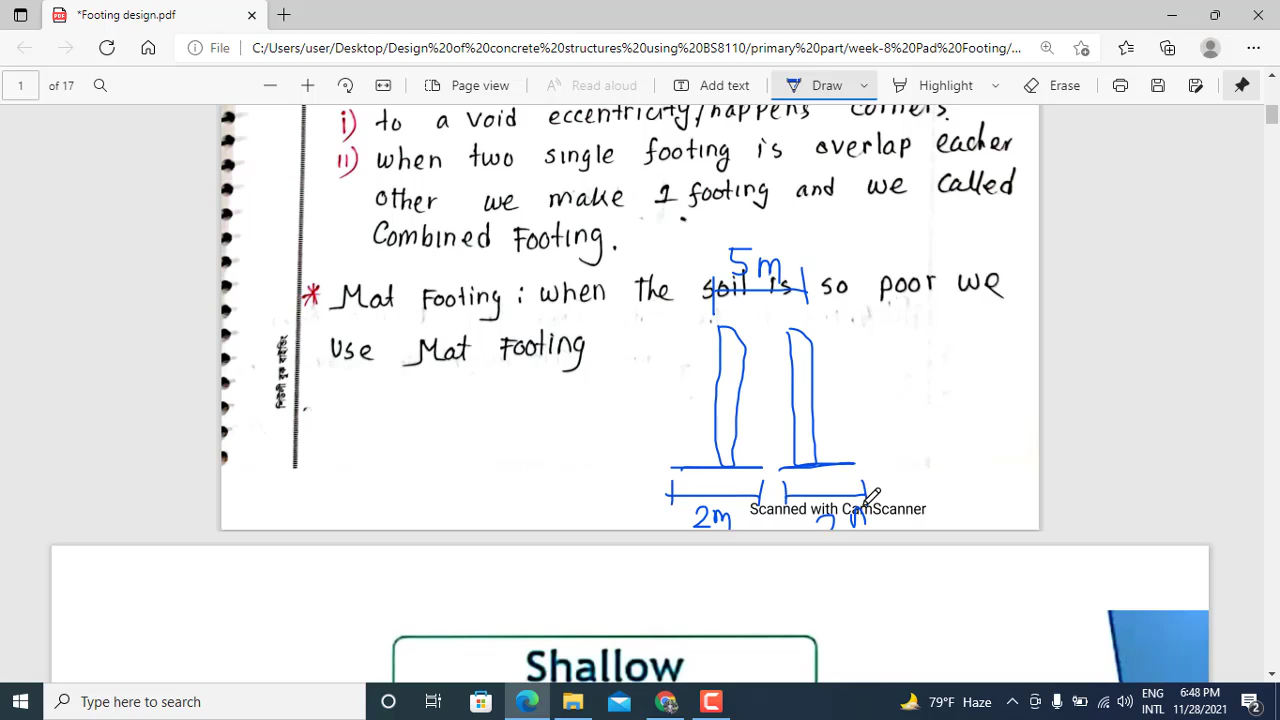 *Footing design.pdf
File
C:/Users/user/Desktop/Design%20of%20concrete%20structures%20using%20BS8110/primary%20part/week-8%20Pad%20Footing/...
1 of 17
Page view
Read aloud
Add text
Draw
Highlight
Erase
i) to a void eccentricity/happens corners.
ii) when two single footing is overlap eacher
other we make 1 footing and we called
Combined Footing.
5m
* Mat Footing : when the soil is so poor we
Use Mat Footing
2m
Scanned with CamScanner
Shallow
Type here to search
79°F Haze
ENG
INTL
6:48 PM
11/28/2021
2